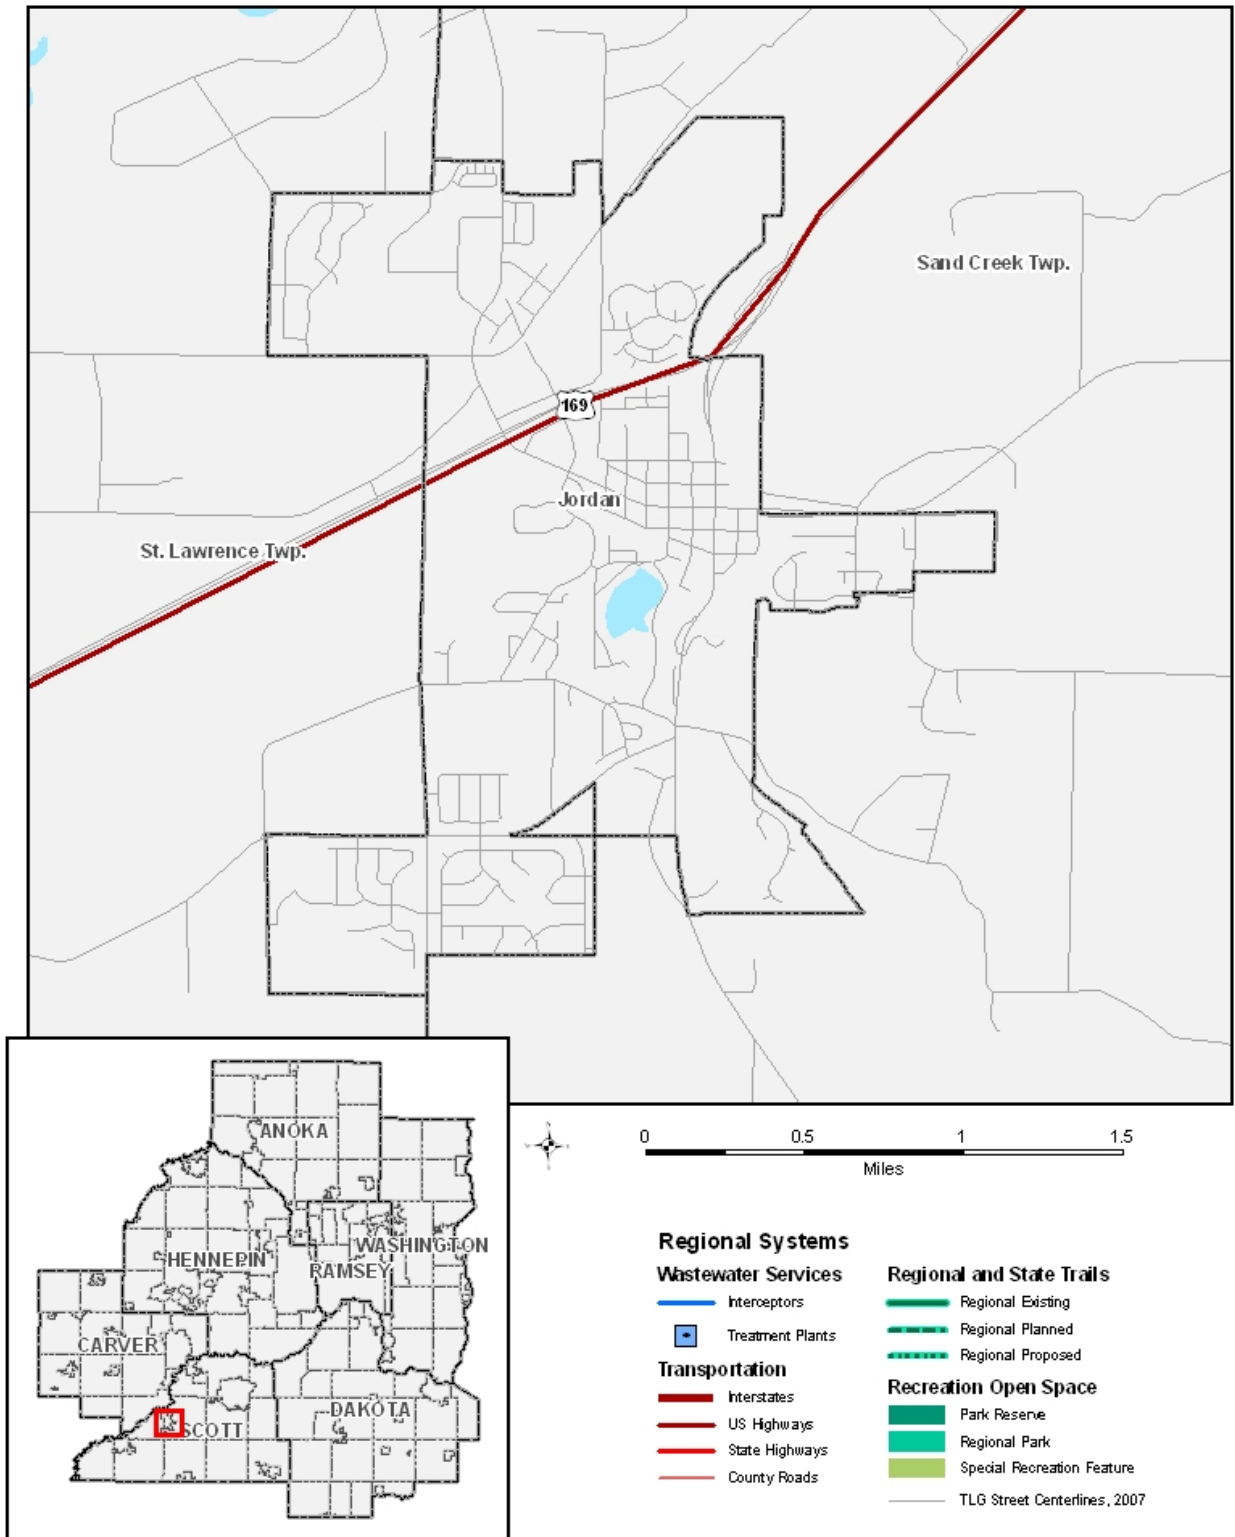 Sand Creek Twp.
169
Jordan
St. Lawrence Twp.
ANOKA
HENNEPIN
WASHINGTON
RAMSEY
CARVER
DAKOTA
SCOTT
0 0.5 1 1.5
Miles
Regional Systems
Wastewater Services
Interceptors
Treatment Plants
Transportation
Interstates
US Highways
State Highways
County Roads
Regional and State Trails
Regional Existing
Regional Planned
Regional Proposed
Recreation Open Space
Park Reserve
Regional Park
Special Recreation Feature
TLG Street Centerlines, 2007